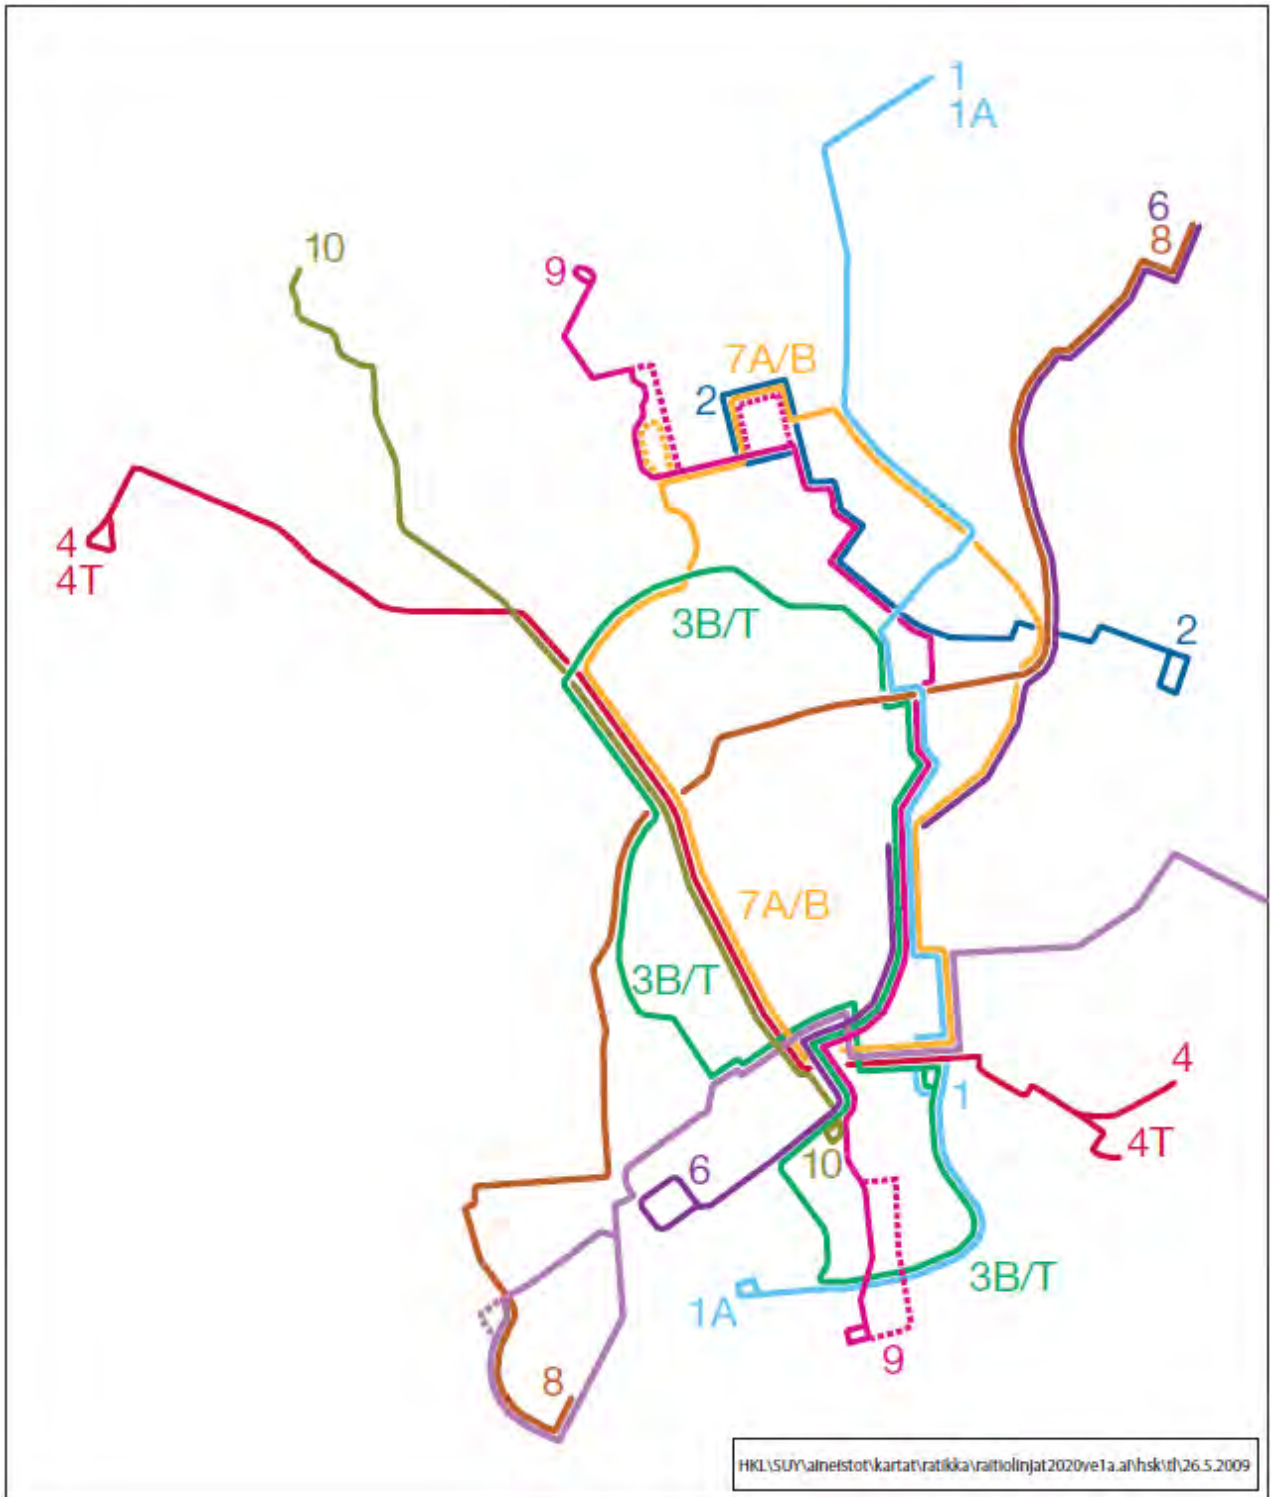 1
1A
6
8
10
9
7A/B
2
4
4T
3B/T
2
7A/B
3B/T
4
1
4T
10
6
3B/T
1A
9
8
HKL\SUY\aineistot\kartat\ratikka\raitiolinjat2020ve1a.ai\hsk\tl\26.5.2009